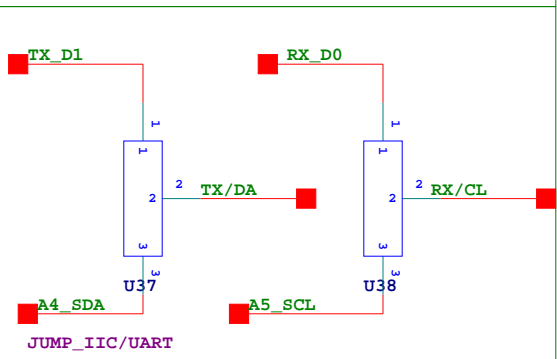 TX_D1
RX_D0
1
1
1
1
2
2
TX/DA
2
2
RX/CL
3
3
3
3
U37
U38
A4_SDA
A5_SCL
JUMP_IIC/UART